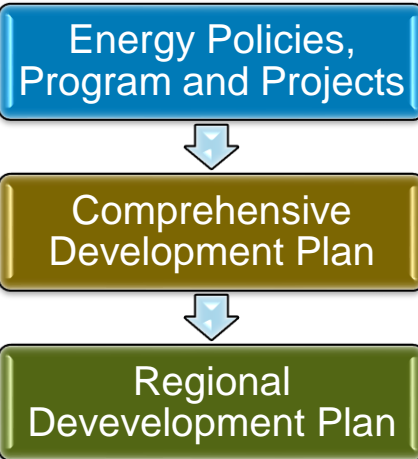 Energy Policies,
Program and Projects
Comprehensive
Development Plan
Regional
Devevelopment Plan